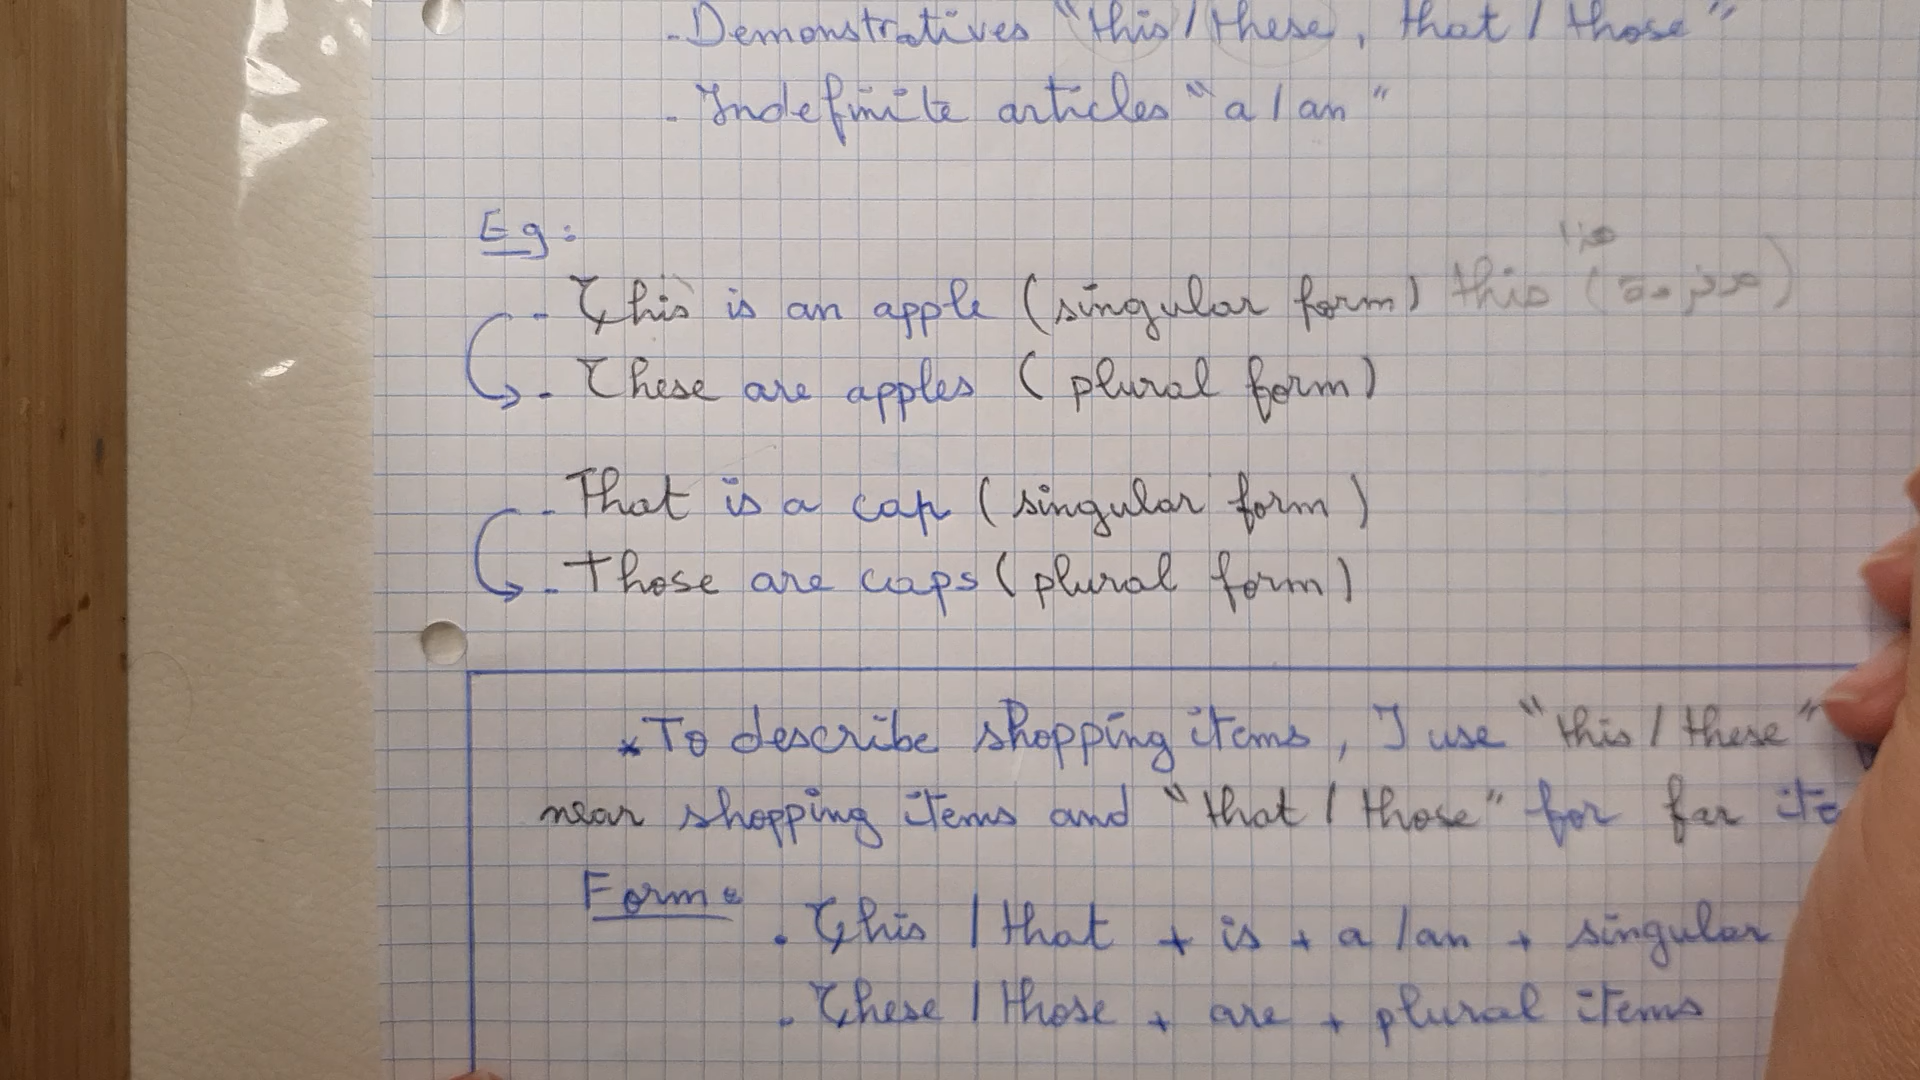 - Demonstratives "this / these, that / those"
- Indefinite articles "a / an"
Eg:
هذا
- This is an apple (singular form) this
- These are apples (plural form)
- That is a cap (singular form)
- Those are caps (plural form)
* To describe shopping items, I use "this / these"
near shopping items and "that / those" for far ite
Form
. This / that + is + a / an + singular
. These / those + are + plural items